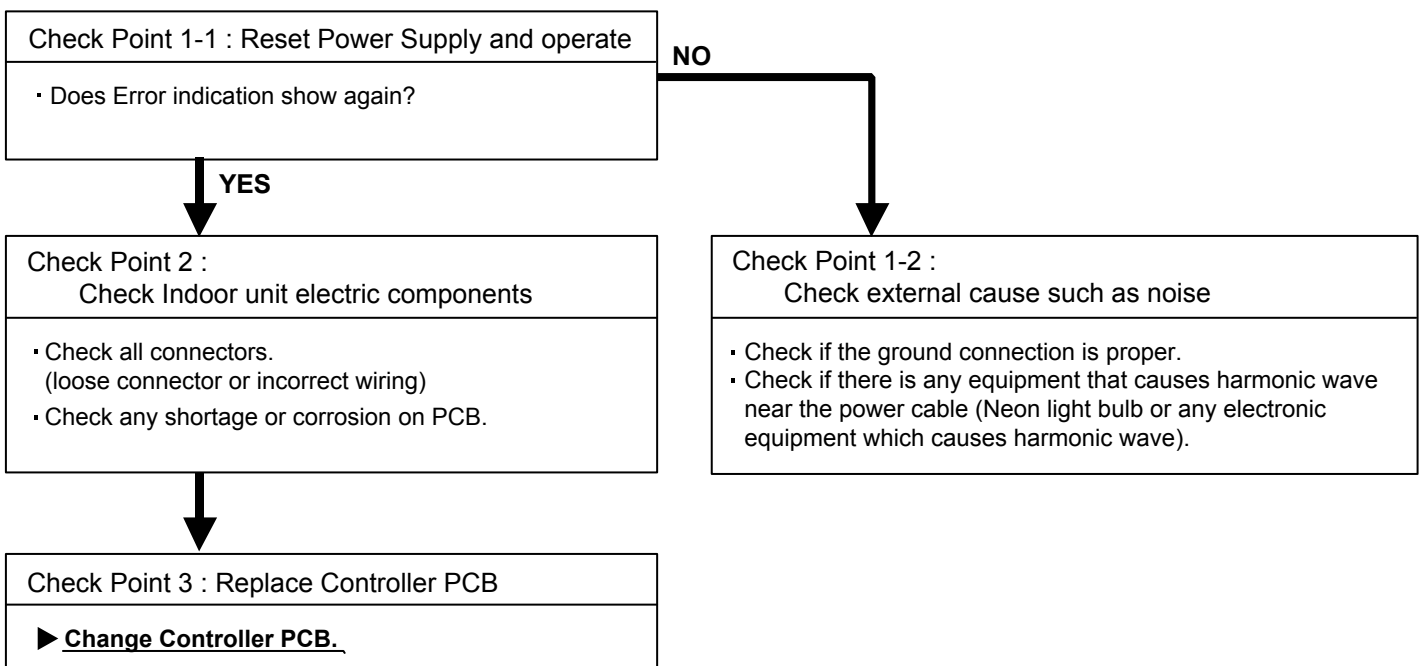 Check Point 1-1 : Reset Power Supply and operate
NO
▪ Does Error indication show again?
YES
Check Point 2 :
Check Indoor unit electric components
▪ Check all connectors.
(loose connector or incorrect wiring)
▪ Check any shortage or corrosion on PCB.
Check Point 1-2 :
Check external cause such as noise
▪ Check if the ground connection is proper.
▪ Check if there is any equipment that causes harmonic wave
near the power cable (Neon light bulb or any electronic
equipment which causes harmonic wave).
Check Point 3 : Replace Controller PCB
▶ Change Controller PCB.